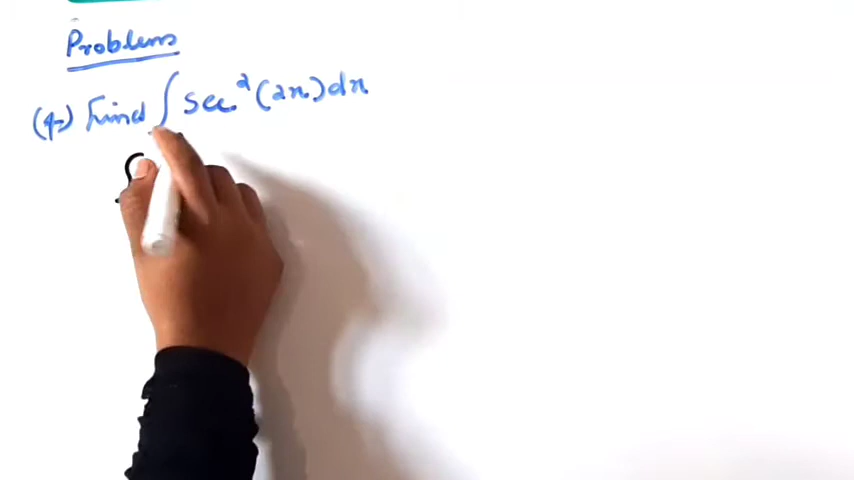 Problems
(4) Find ∫ sec² (2x) dx